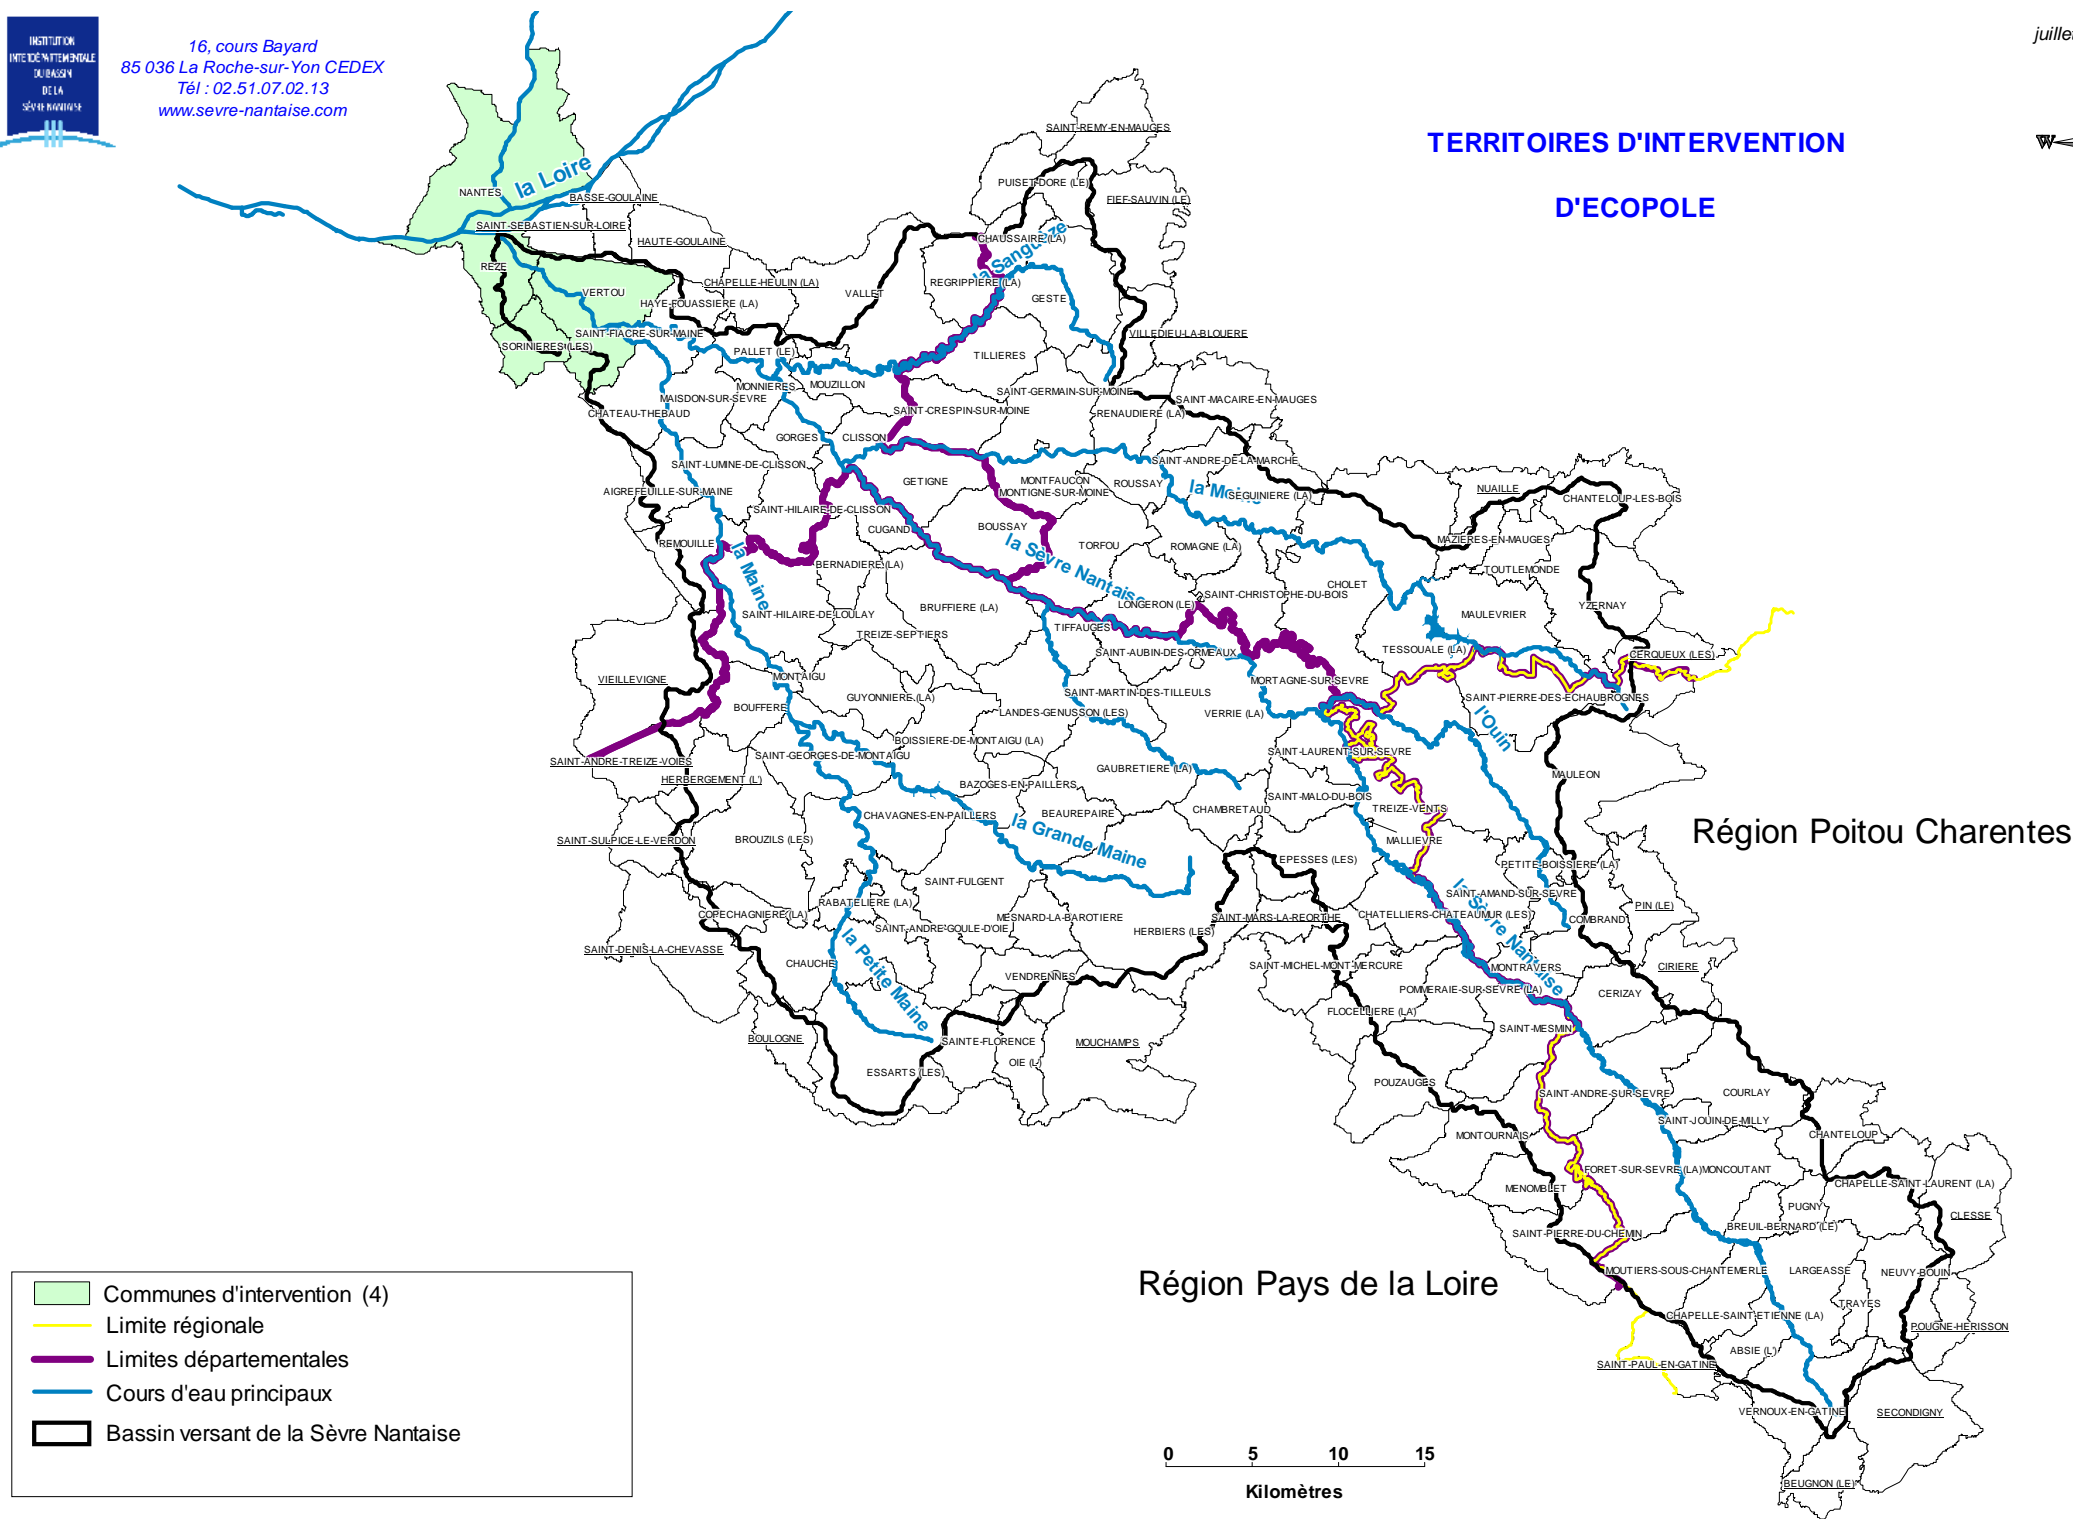 INSTITUTION
INTERDEPARTEMENTALE
DU BASSIN
DE LA
SÈVRE NANTAISE
16, cours Bayard
85 036 La Roche-sur-Yon CEDEX
Tél : 02.51.07.02.13
www.sevre-nantaise.com
juillet
W
TERRITOIRES D'INTERVENTION
D'ECOPOLE
SAINT-REMY-EN-MAUGES
PUISET-DORE (LE)
FIEF-SAUVIN (LE)
la Loire
NANTES
BASSE-GOULAINE
SAINT-SEBASTIEN-SUR-LOIRE
HAUTE-GOULAINE
CHAUSSAIRE (LA)
la Sanguèze
REZE
CHAPELLE-HEULIN (LA)
REGRIPPIERE (LA)
VERTOU
VALLET
GESTE
HAYE-FOUASSIERE (LA)
SAINT-FIACRE-SUR-MAINE
VILLEDIEU-LA-BLOUERE
SORINIERES (LES)
PALLET (LE)
TILLIERES
MONNIERES
MOUZILLON
SAINT-GERMAIN-SUR-MOINE
MAISDON-SUR-SEVRE
SAINT-MACAIRE-EN-MAUGES
CHATEAU-THEBAUD
SAINT-CRESPIN-SUR-MOINE
RENAUDIERE (LA)
GORGES
CLISSON
SAINT-LUMINE-DE-CLISSON
SAINT-ANDRE-DE-LA-MARCHE
GETIGNE
MONTFAUCON
ROUSSAY
la Moine
AIGREFEUILLE-SUR-MAINE
MONTIGNE-SUR-MOINE
SEGUINIERE (LA)
NUAILLE
CHANTELOUP-LES-BOIS
SAINT-HILAIRE-DE-CLISSON
CUGAND
BOUSSAY
la Sèvre Nantaise
REMOUILLE
TORFOU
ROMAGNE (LA)
MAZIERES-EN-MAUGES
la Maine
BERNADIERE (LA)
TOUTLEMONDE
CHOLET
SAINT-CHRISTOPHE-DU-BOIS
BRUFFIERE (LA)
LONGERON (LE)
YZERNAY
SAINT-HILAIRE-DE-LOULAY
MAULEVRIER
TREIZE-SEPTIERS
TIFFAUGES
SAINT-AUBIN-DES-ORMEAUX
TESSOUALE (LA)
CERQUEUX (LES)
VIEILLEVIGNE
MONTAIGU
MORTAGNE-SUR-SEVRE
GUYONNIERE (LA)
SAINT-MARTIN-DES-TILLEULS
SAINT-PIERRE-DES-ECHAUBROGNES
BOUFFERE
LANDES-GENUSSON (LES)
VERRIE (LA)
l'Ouin
BOISSIERE-DE-MONTAIGU (LA)
SAINT-ANDRE-TREIZE-VOIES
SAINT-GEORGES-DE-MONTAIGU
SAINT-LAURENT-SUR-SEVRE
HERBERGEMENT (L')
GAUBRETIERE (LA)
MAULEON
BAZOGES-EN-PAILLERS
SAINT-MALO-DU-BOIS
CHAVAGNES-EN-PAILLERS
BEAUREPAIRE
CHAMBRETAUD
TREIZE-VENTS
la Grande Maine
Région Poitou Charentes
SAINT-SULPICE-LE-VERDON
BROUZILS (LES)
MALLIEVRE
EPESSES (LES)
PETITE-BOISSIERE (LA)
SAINT-FULGENT
la Sèvre Nantaise
SAINT-AMAND-SUR-SEVRE
RABATELIERE (LA)
PIN (LE)
COPECHAGNIERE (LA)
MESNARD-LA-BAROTIERE
SAINT-MARS-LA-REORTHE
CHATELLIERS-CHATEAUMUR (LES)
COMBRAND
SAINT-ANDRE-GOULE-D'OIE
HERBIERS (LES)
SAINT-DENIS-LA-CHEVASSE
la Petite Maine
CHAUCHE
VENDRENNES
SAINT-MICHEL-MONT-MERCURE
MONTRAVERS
CIRIERE
POMMERAIE-SUR-SEVRE (LA)
CERIZAY
FLOCELLIERE (LA)
SAINT-MESMIN
BOULOGNE
SAINTE-FLORENCE
MOUCHAMPS
OIE (L')
ESSARTS (LES)
POUZAUGES
SAINT-ANDRE-SUR-SEVRE
COURLAY
SAINT-JOUIN-DE-MILLY
MONTOURNAIS
CHANTELOUP
FORET-SUR-SEVRE (LA)
MONCOUTANT
MENOMBLET
CHAPELLE-SAINT-LAURENT (LA)
PUGNY
CLESSE
SAINT-PIERRE-DU-CHEMIN
BREUIL-BERNARD (LE)
Région Pays de la Loire
MOUTIERS-SOUS-CHANTEMERLE
LARGEASSE
NEUVY-BOUIN
TRAYES
CHAPELLE-SAINT-ETIENNE (LA)
POUGNE-HERISSON
ABSIE (L')
SAINT-PAUL-EN-GATINE
VERNOUX-EN-GATINE
SECONDIGNY
BEUGNON (LE)
Communes d'intervention (4)
Limite régionale
Limites départementales
Cours d'eau principaux
Bassin versant de la Sèvre Nantaise
0 5 10 15
Kilomètres